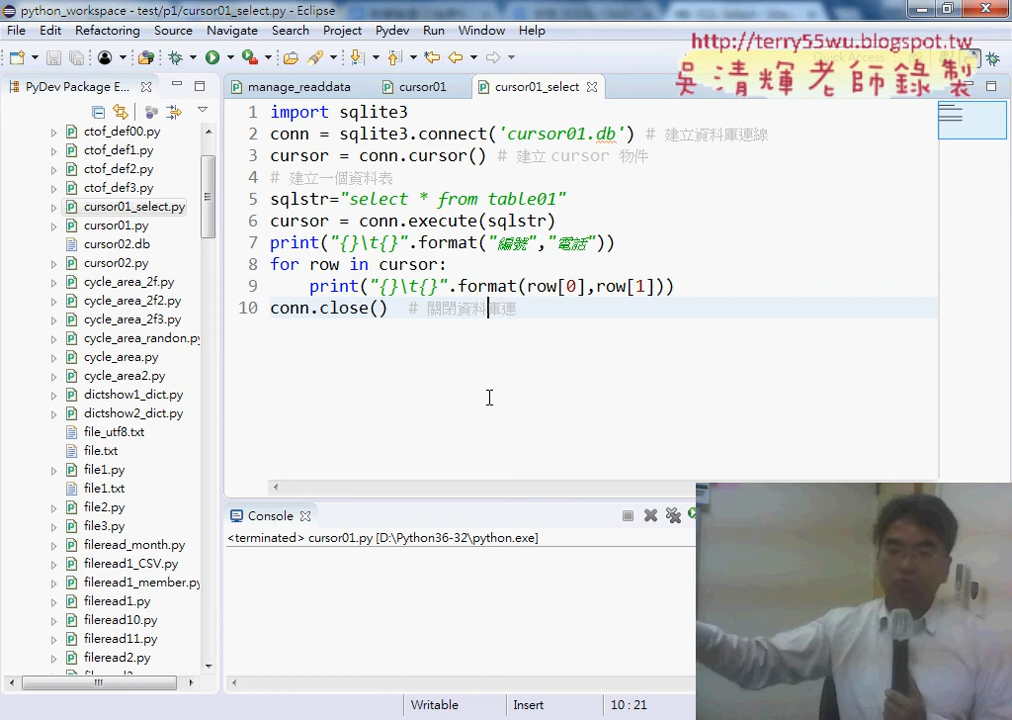 python_workspace - test/p1/cursor01_select.py - Eclipse
File Edit Refactoring Source Navigate Search Project Pydev Run Window Help
http://terry55wu.blogspot.tw
吳清輝老師錄製
PyDev Package E...
manage_readdata
cursor01
cursor01_select
ctof_def00.py
ctof_def1.py
ctof_def2.py
ctof_def3.py
cursor01_select.py
cursor01.py
cursor02.db
cursor02.py
cycle_area_2f.py
cycle_area_2f2.py
cycle_area_2f3.py
cycle_area_randon.py
cycle_area.py
cycle_area2.py
dictshow1_dict.py
dictshow2_dict.py
file_utf8.txt
file.txt
file1.py
file1.txt
file2.py
file3.py
fileread_month.py
fileread1_CSV.py
fileread1_member.py
fileread1.py
fileread10.py
fileread11.py
fileread2.py
1 import sqlite3
2 conn = sqlite3.connect('cursor01.db') # 建立資料庫連線
3 cursor = conn.cursor() # 建立 cursor 物件
4 # 建立一個資料表
5 sqlstr="select * from table01"
6 cursor = conn.execute(sqlstr)
7 print("{}\t{}".format("編號","電話"))
8 for row in cursor:
9 print("{}\t{}".format(row[0],row[1]))
10 conn.close() # 關閉資料庫連
Console
<terminated> cursor01.py [D:\Python36-32\python.exe]
Writable Insert 10 : 21